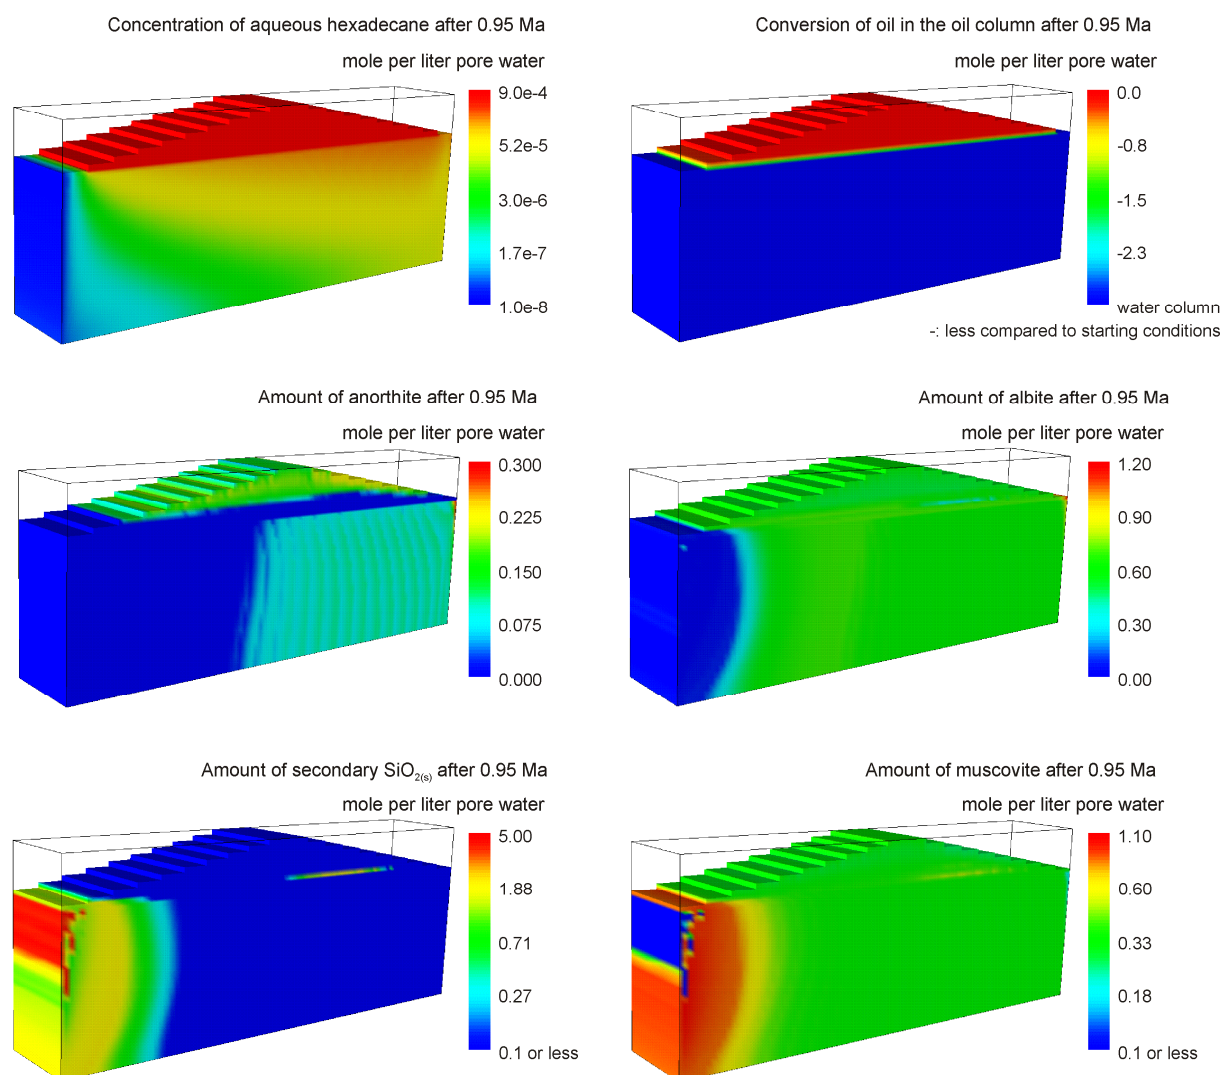 Concentration of aqueous hexadecane after 0.95 Ma
mole per liter pore water
9.0e-4
5.2e-5
3.0e-6
1.7e-7
1.0e-8
Conversion of oil in the oil column after 0.95 Ma
mole per liter pore water
0.0
-0.8
-1.5
-2.3
water column
-: less compared to starting conditions
Amount of anorthite after 0.95 Ma
mole per liter pore water
0.300
0.225
0.150
0.075
0.000
Amount of albite after 0.95 Ma
mole per liter pore water
1.20
0.90
0.60
0.30
0.00
Amount of secondary SiO2(s) after 0.95 Ma
mole per liter pore water
5.00
1.88
0.71
0.27
0.1 or less
Amount of muscovite after 0.95 Ma
mole per liter pore water
1.10
0.60
0.33
0.18
0.1 or less